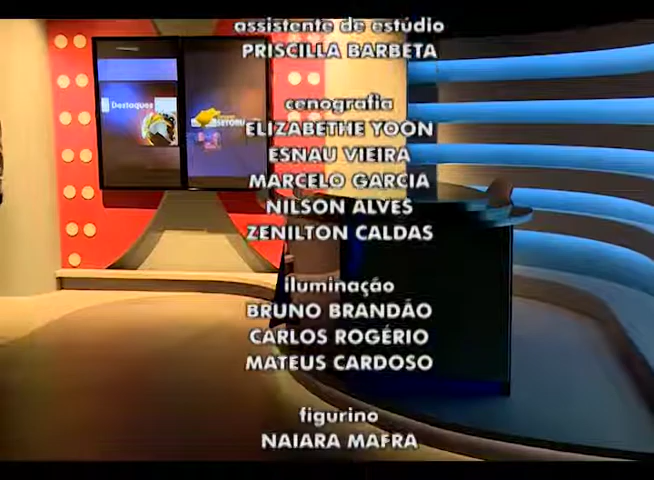 assistente de estúdio
PRISCILLA BARBETA
cenografia
ELIZABETHE YOON
ESNAU VIEIRA
MARCELO GARCIA
NILSON ALVES
ZENILTON CALDAS
iluminação
BRUNO BRANDÃO
CARLOS ROGÉRIO
MATEUS CARDOSO
figurino
NAIARA MAFRA
Destaques